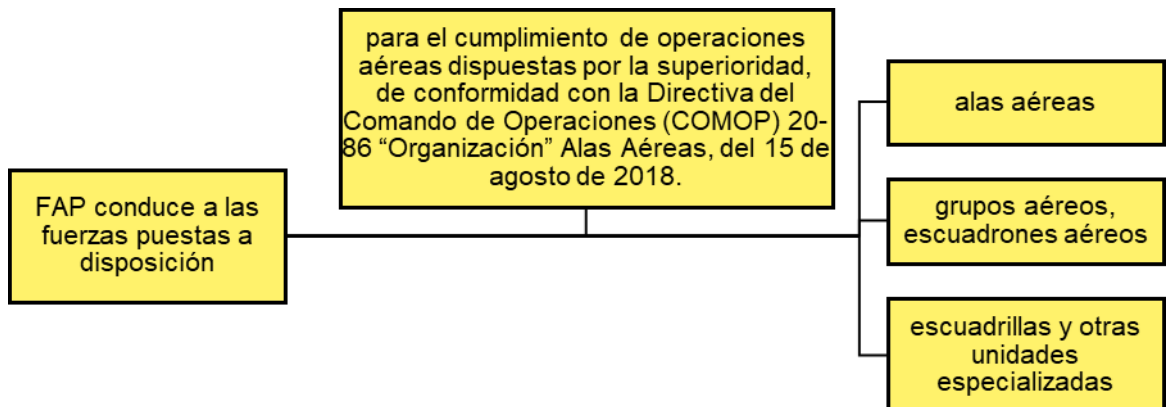 FAP conduce a las
fuerzas puestas a
disposición
para el cumplimiento de operaciones
aéreas dispuestas por la superioridad,
de conformidad con la Directiva del
Comando de Operaciones (COMOP) 20-
86 “Organización” Alas Aéreas, del 15 de
agosto de 2018.
alas aéreas
grupos aéreos,
escuadrones aéreos
escuadrillas y otras
unidades
especializadas